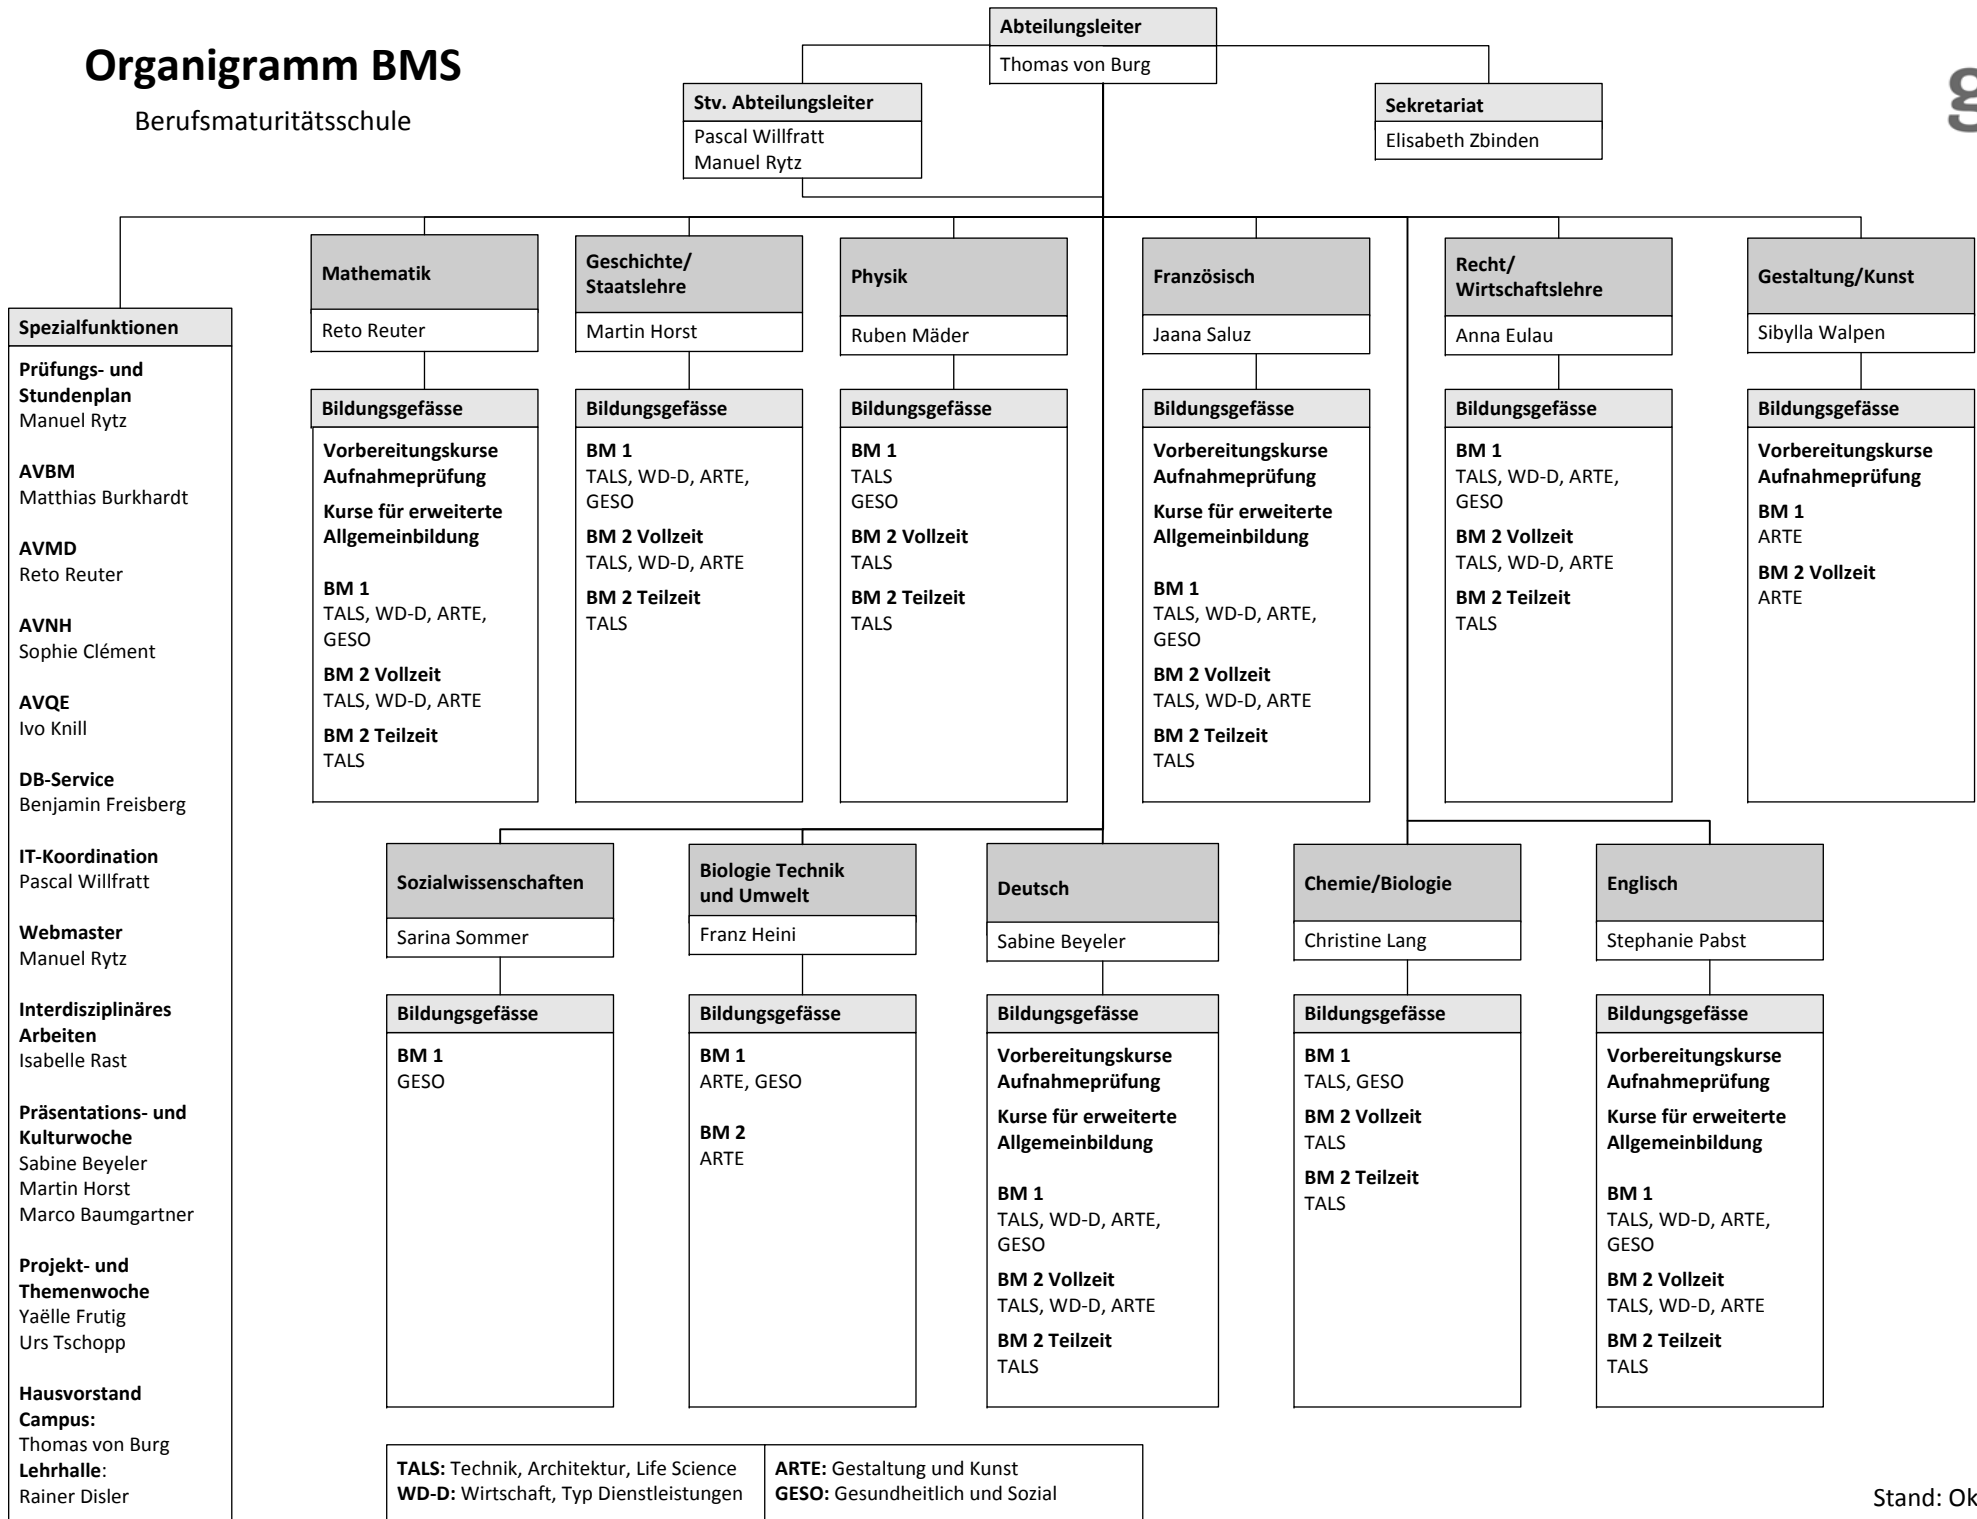 Organigramm BMS
Berufsmaturitätsschule
Abteilungsleiter
Thomas von Burg
Stv. Abteilungsleiter
Pascal Willfratt
Manuel Rytz
Sekretariat
Elisabeth Zbinden
g
Spezialfunktionen
Prüfungs- und
Stundenplan
Manuel Rytz
AVBM
Matthias Burkhardt
AVMD
Reto Reuter
AVNH
Sophie Clément
AVQE
Ivo Knill
DB-Service
Benjamin Freisberg
IT-Koordination
Pascal Willfratt
Webmaster
Manuel Rytz
Interdisziplinäres
Arbeiten
Isabelle Rast
Präsentations- und
Kulturwoche
Sabine Beyeler
Martin Horst
Marco Baumgartner
Projekt- und
Themenwoche
Yaëlle Frutig
Urs Tschopp
Hausvorstand
Campus:
Thomas von Burg
Lehrhalle:
Rainer Disler
Mathematik
Reto Reuter
Bildungsgefässe
Vorbereitungskurse
Aufnahmeprüfung
Kurse für erweiterte
Allgemeinbildung
BM 1
TALS, WD-D, ARTE,
GESO
BM 2 Vollzeit
TALS, WD-D, ARTE
BM 2 Teilzeit
TALS
Geschichte/
Staatslehre
Martin Horst
Bildungsgefässe
BM 1
TALS, WD-D, ARTE,
GESO
BM 2 Vollzeit
TALS, WD-D, ARTE
BM 2 Teilzeit
TALS
Physik
Ruben Mäder
Bildungsgefässe
BM 1
TALS
GESO
BM 2 Vollzeit
TALS
BM 2 Teilzeit
TALS
Französisch
Jaana Saluz
Bildungsgefässe
Vorbereitungskurse
Aufnahmeprüfung
Kurse für erweiterte
Allgemeinbildung
BM 1
TALS, WD-D, ARTE,
GESO
BM 2 Vollzeit
TALS, WD-D, ARTE
BM 2 Teilzeit
TALS
Recht/
Wirtschaftslehre
Anna Eulau
Bildungsgefässe
BM 1
TALS, WD-D, ARTE,
GESO
BM 2 Vollzeit
TALS, WD-D, ARTE
BM 2 Teilzeit
TALS
Gestaltung/Kunst
Sibylla Walpen
Bildungsgefässe
Vorbereitungskurse
Aufnahmeprüfung
BM 1
ARTE
BM 2 Vollzeit
ARTE
Sozialwissenschaften
Sarina Sommer
Bildungsgefässe
BM 1
GESO
Biologie Technik
und Umwelt
Franz Heini
Bildungsgefässe
BM 1
ARTE, GESO
BM 2
ARTE
Deutsch
Sabine Beyeler
Bildungsgefässe
Vorbereitungskurse
Aufnahmeprüfung
Kurse für erweiterte
Allgemeinbildung
BM 1
TALS, WD-D, ARTE,
GESO
BM 2 Vollzeit
TALS, WD-D, ARTE
BM 2 Teilzeit
TALS
Chemie/Biologie
Christine Lang
Bildungsgefässe
BM 1
TALS, GESO
BM 2 Vollzeit
TALS
BM 2 Teilzeit
TALS
Englisch
Stephanie Pabst
Bildungsgefässe
Vorbereitungskurse
Aufnahmeprüfung
Kurse für erweiterte
Allgemeinbildung
BM 1
TALS, WD-D, ARTE,
GESO
BM 2 Vollzeit
TALS, WD-D, ARTE
BM 2 Teilzeit
TALS
TALS: Technik, Architektur, Life Science
WD-D: Wirtschaft, Typ Dienstleistungen
ARTE: Gestaltung und Kunst
GESO: Gesundheitlich und Sozial
Stand: Ok